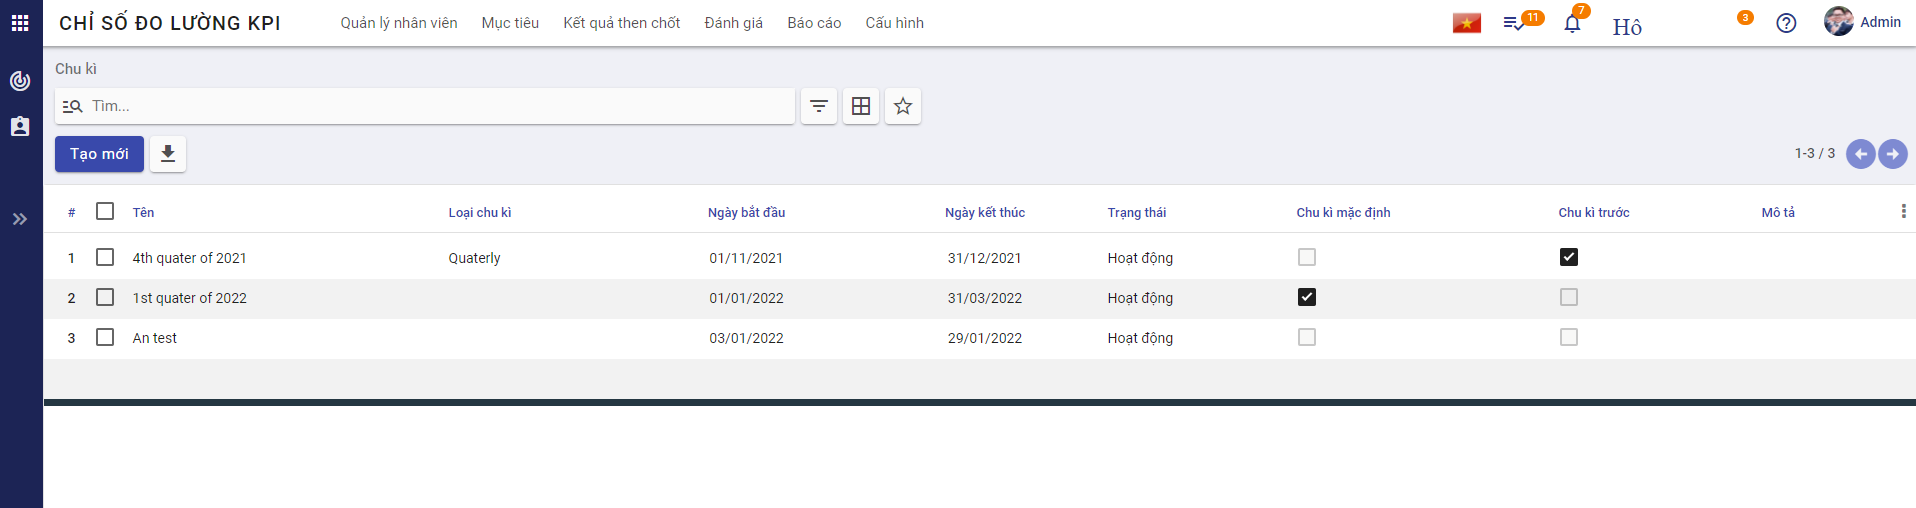 CHỈ SỐ ĐO LƯỜNG KPI Quản lý nhân viên Mục tiêu Kết quả then chốt Đánh giá Báo cáo Cấu hình 11 7 Hô 3 Admin
Chu kì
Tìm...
Tạo mới 1-3 / 3
# Tên Loại chu kì Ngày bắt đầu Ngày kết thúc Trạng thái Chu kì mặc định Chu kì trước Mô tả
1 4th quater of 2021 Quaterly 01/11/2021 31/12/2021 Hoạt động
2 1st quater of 2022 01/01/2022 31/03/2022 Hoạt động
3 An test 03/01/2022 29/01/2022 Hoạt động